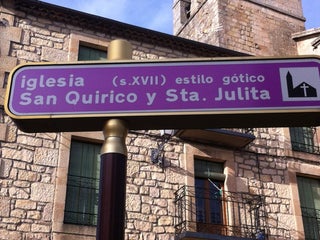 iglesia (s.XVII) estilo gótico
San Quirico y Sta. Julita